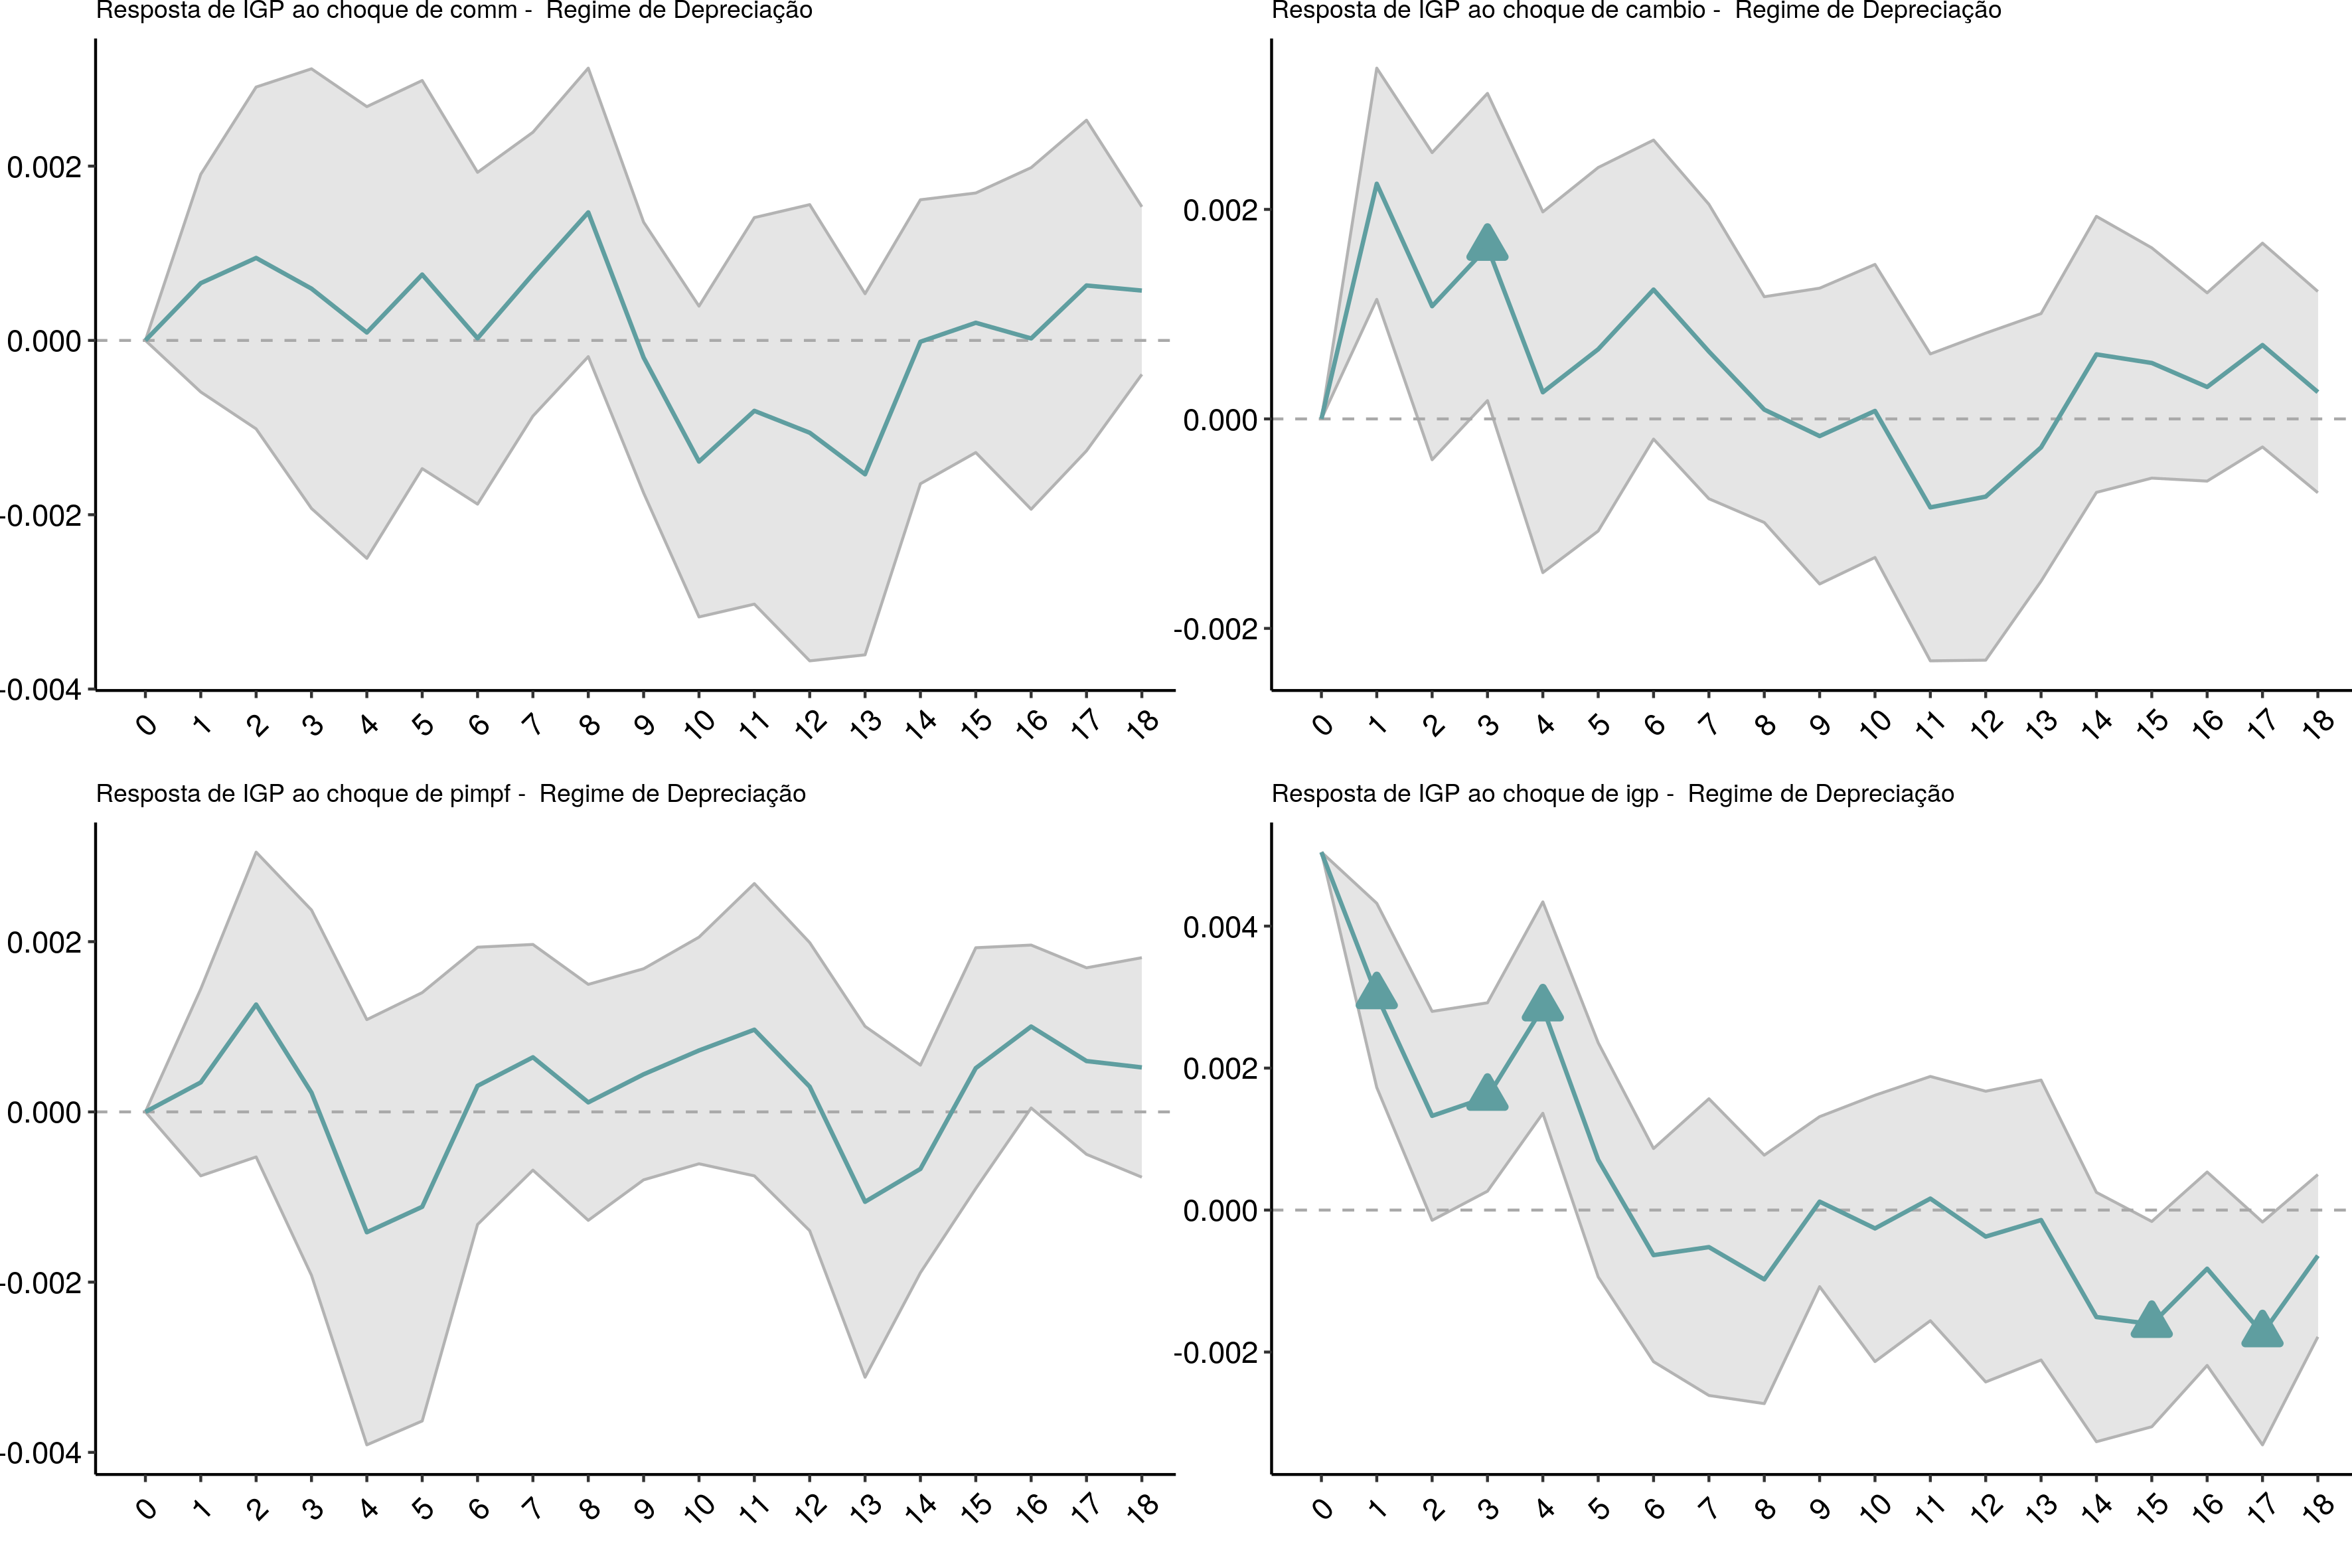 Resposta de IGP ao choque de comm -  Regime de Depreciação
0.002
0.000
-0.002
-0.004
0 1 2 3 4 5 6 7 8 9 10 11 12 13 14 15 16 17 18
Resposta de IGP ao choque de cambio -  Regime de Depreciação
0.002
0.000
-0.002
0 1 2 3 4 5 6 7 8 9 10 11 12 13 14 15 16 17 18
Resposta de IGP ao choque de pimpf -  Regime de Depreciação
0.002
0.000
-0.002
-0.004
0 1 2 3 4 5 6 7 8 9 10 11 12 13 14 15 16 17 18
Resposta de IGP ao choque de igp -  Regime de Depreciação
0.004
0.002
0.000
-0.002
0 1 2 3 4 5 6 7 8 9 10 11 12 13 14 15 16 17 18